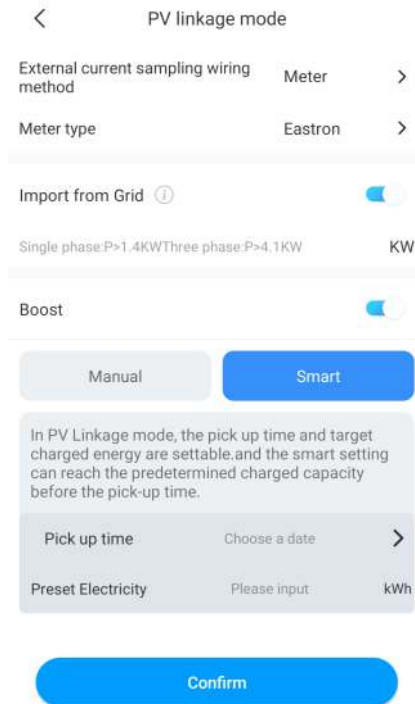 PV linkage mode
External current sampling wiring
method
Meter
Meter type
Eastron
Import from Grid
Single phase:P>1.4KWThree phase:P>4.1KW
KW
Boost
Manual
Smart
In PV Linkage mode, the pick up time and target
charged energy are settable.and the smart setting
can reach the predetermined charged capacity
before the pick-up time.
Pick up time
Choose a date
Preset Electricity
Please input
kWh
Confirm